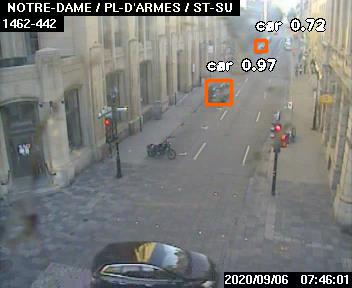 NOTRE-DAME / PL-D'ARMES / ST-SU
1462-442
car 0.72
car 0.97
2020/09/06 07:46:01